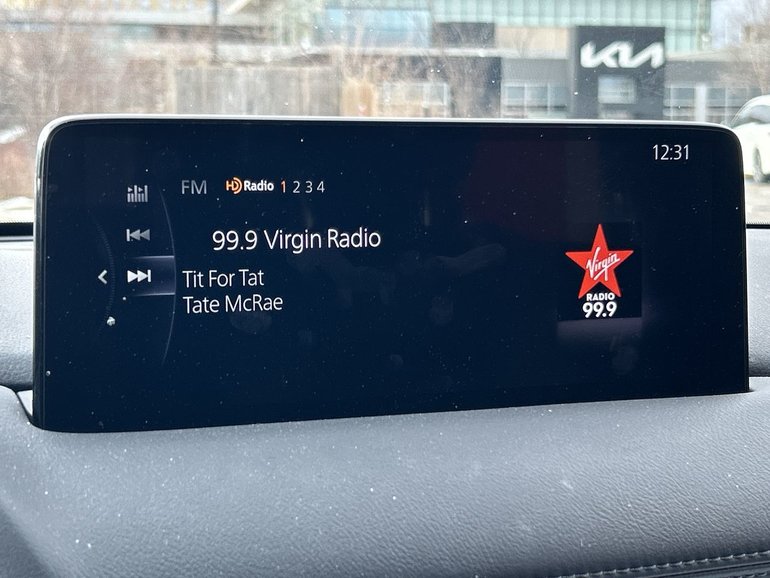 KIA
12:31
FM HD Radio 1 2 3 4
99.9 Virgin Radio
Tit For Tat
Tate McRae
Virgin
RADIO
99.9